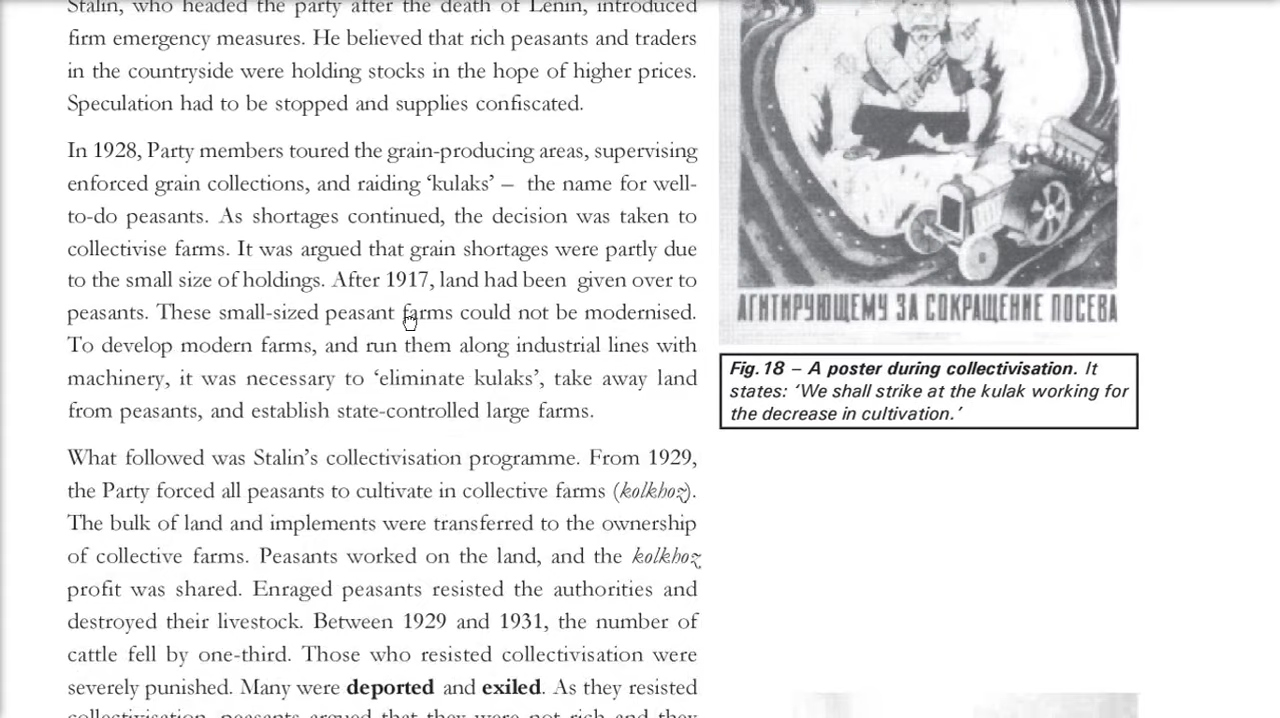 Stalin, who headed the party after the death of Lenin, introduced
firm emergency measures. He believed that rich peasants and traders
in the countryside were holding stocks in the hope of higher prices.
Speculation had to be stopped and supplies confiscated.
In 1928, Party members toured the grain-producing areas, supervising
enforced grain collections, and raiding ‘kulaks’ – the name for well-
to-do peasants. As shortages continued, the decision was taken to
collectivise farms. It was argued that grain shortages were partly due
to the small size of holdings. After 1917, land had been given over to
peasants. These small-sized peasant farms could not be modernised.
To develop modern farms, and run them along industrial lines with
machinery, it was necessary to ‘eliminate kulaks’, take away land
from peasants, and establish state-controlled large farms.
What followed was Stalin’s collectivisation programme. From 1929,
the Party forced all peasants to cultivate in collective farms (kolkhoz).
The bulk of land and implements were transferred to the ownership
of collective farms. Peasants worked on the land, and the kolkhoz
profit was shared. Enraged peasants resisted the authorities and
destroyed their livestock. Between 1929 and 1931, the number of
cattle fell by one-third. Those who resisted collectivisation were
severely punished. Many were deported and exiled. As they resisted
collectivisation, peasants argued that they were not rich and they
АГИТИРУЮЩЕМУ ЗА СОКРАЩЕНИЕ ПОСЕВА
Fig.18 – A poster during collectivisation. It
states: ‘We shall strike at the kulak working for
the decrease in cultivation.’